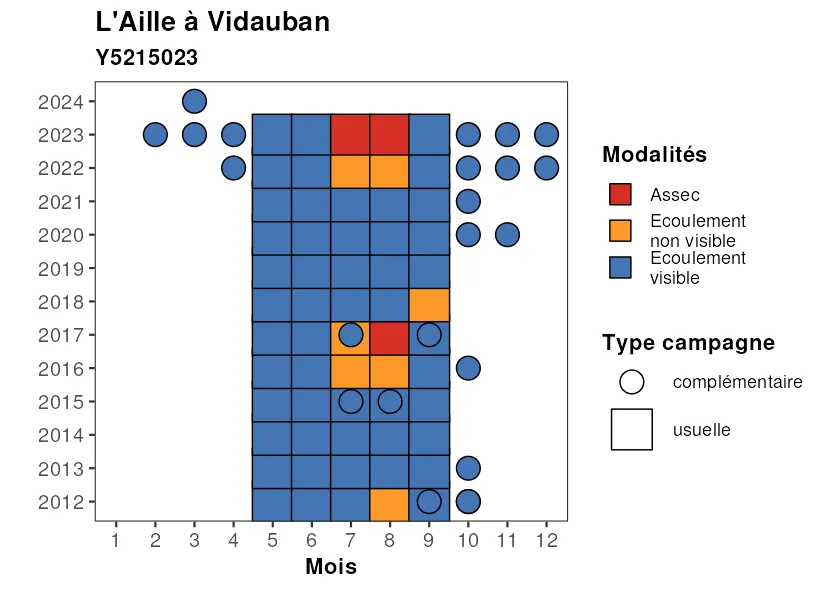 L'Aille à Vidauban
Y5215023
2024
2023
2022
2021
2020
2019
2018
2017
2016
2015
2014
2013
2012
1 2 3 4 5 6 7 8 9 10 11 12
Mois
Modalités
Assec
Ecoulement
non visible
Ecoulement
visible
Type campagne
complémentaire
usuelle